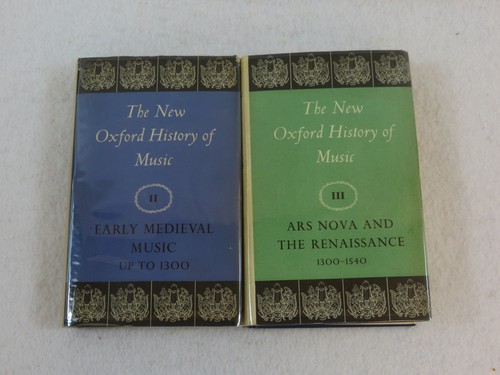 The New
Oxford History of
Music
II
EARLY MEDIEVAL
MUSIC
UP TO 1300
The New
Oxford History of
Music
III
ARS NOVA AND
THE RENAISSANCE
1300-1540